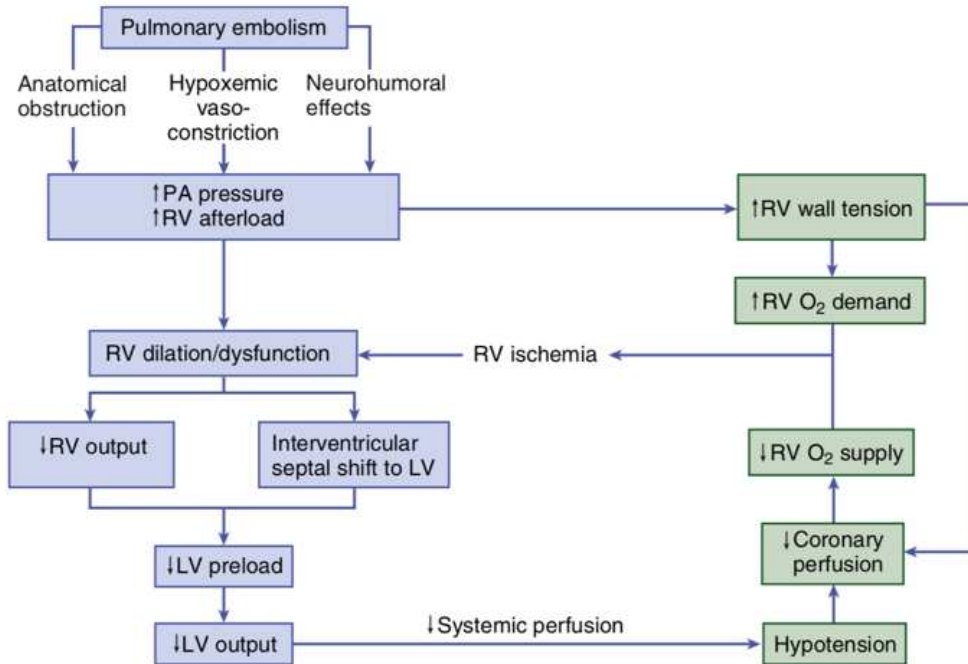 Pulmonary embolism
Anatomical
obstruction
Hypoxemic
vaso-
constriction
Neurohumoral
effects
↑PA pressure
↑RV afterload
↑RV wall tension
↑RV O₂ demand
RV dilation/dysfunction
RV ischemia
↓RV output
Interventricular
septal shift to LV
↓RV O₂ supply
↓LV preload
↓Coronary
perfusion
↓LV output
↓Systemic perfusion
Hypotension